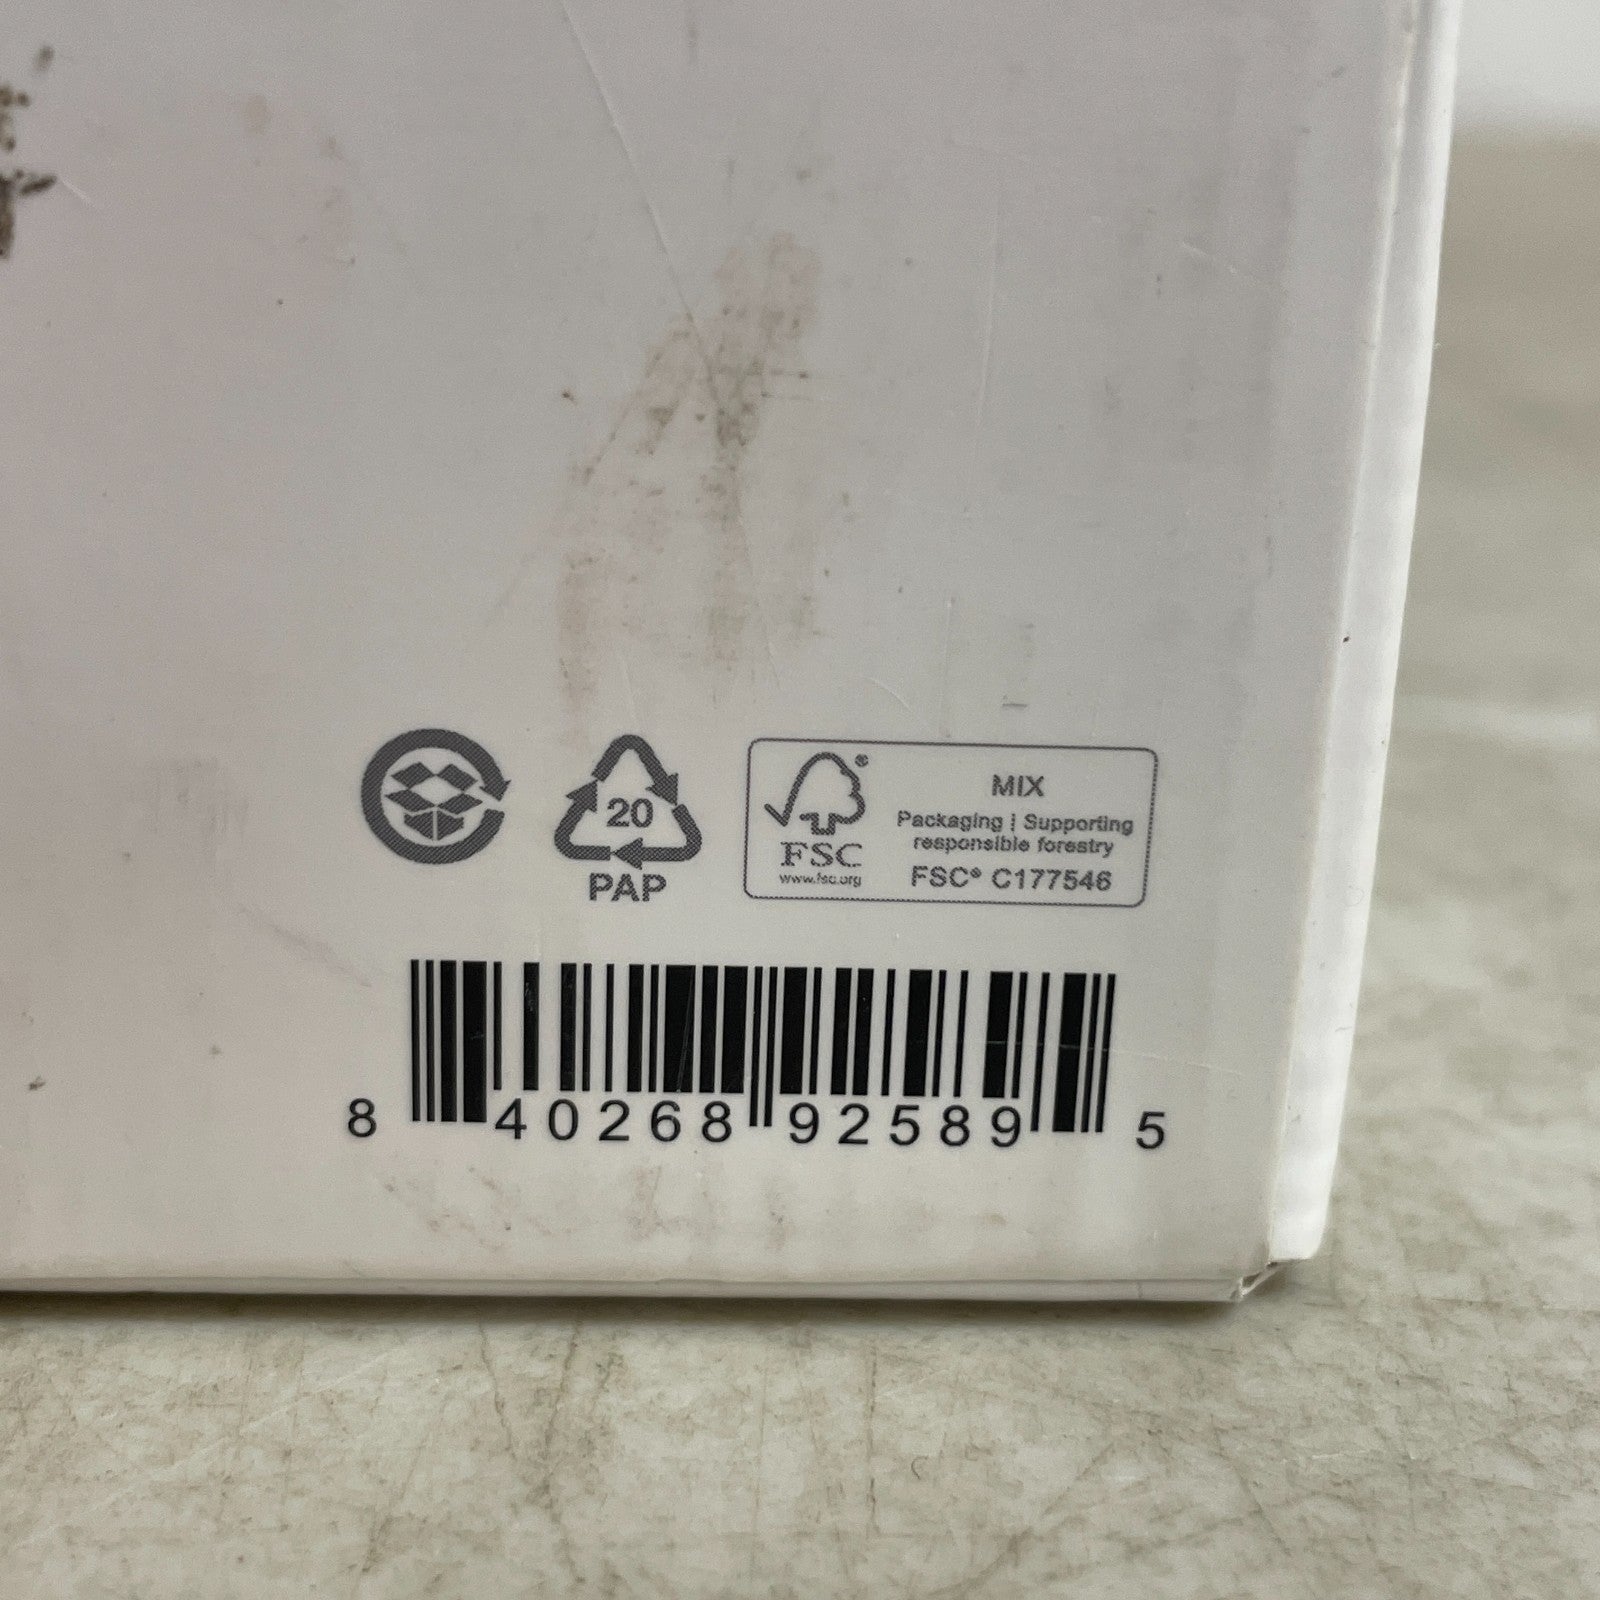 20
PAP
®
FSC
www.fsc.org
MIX
Packaging | Supporting
responsible forestry
FSC® C177546
8 40268 92589 5